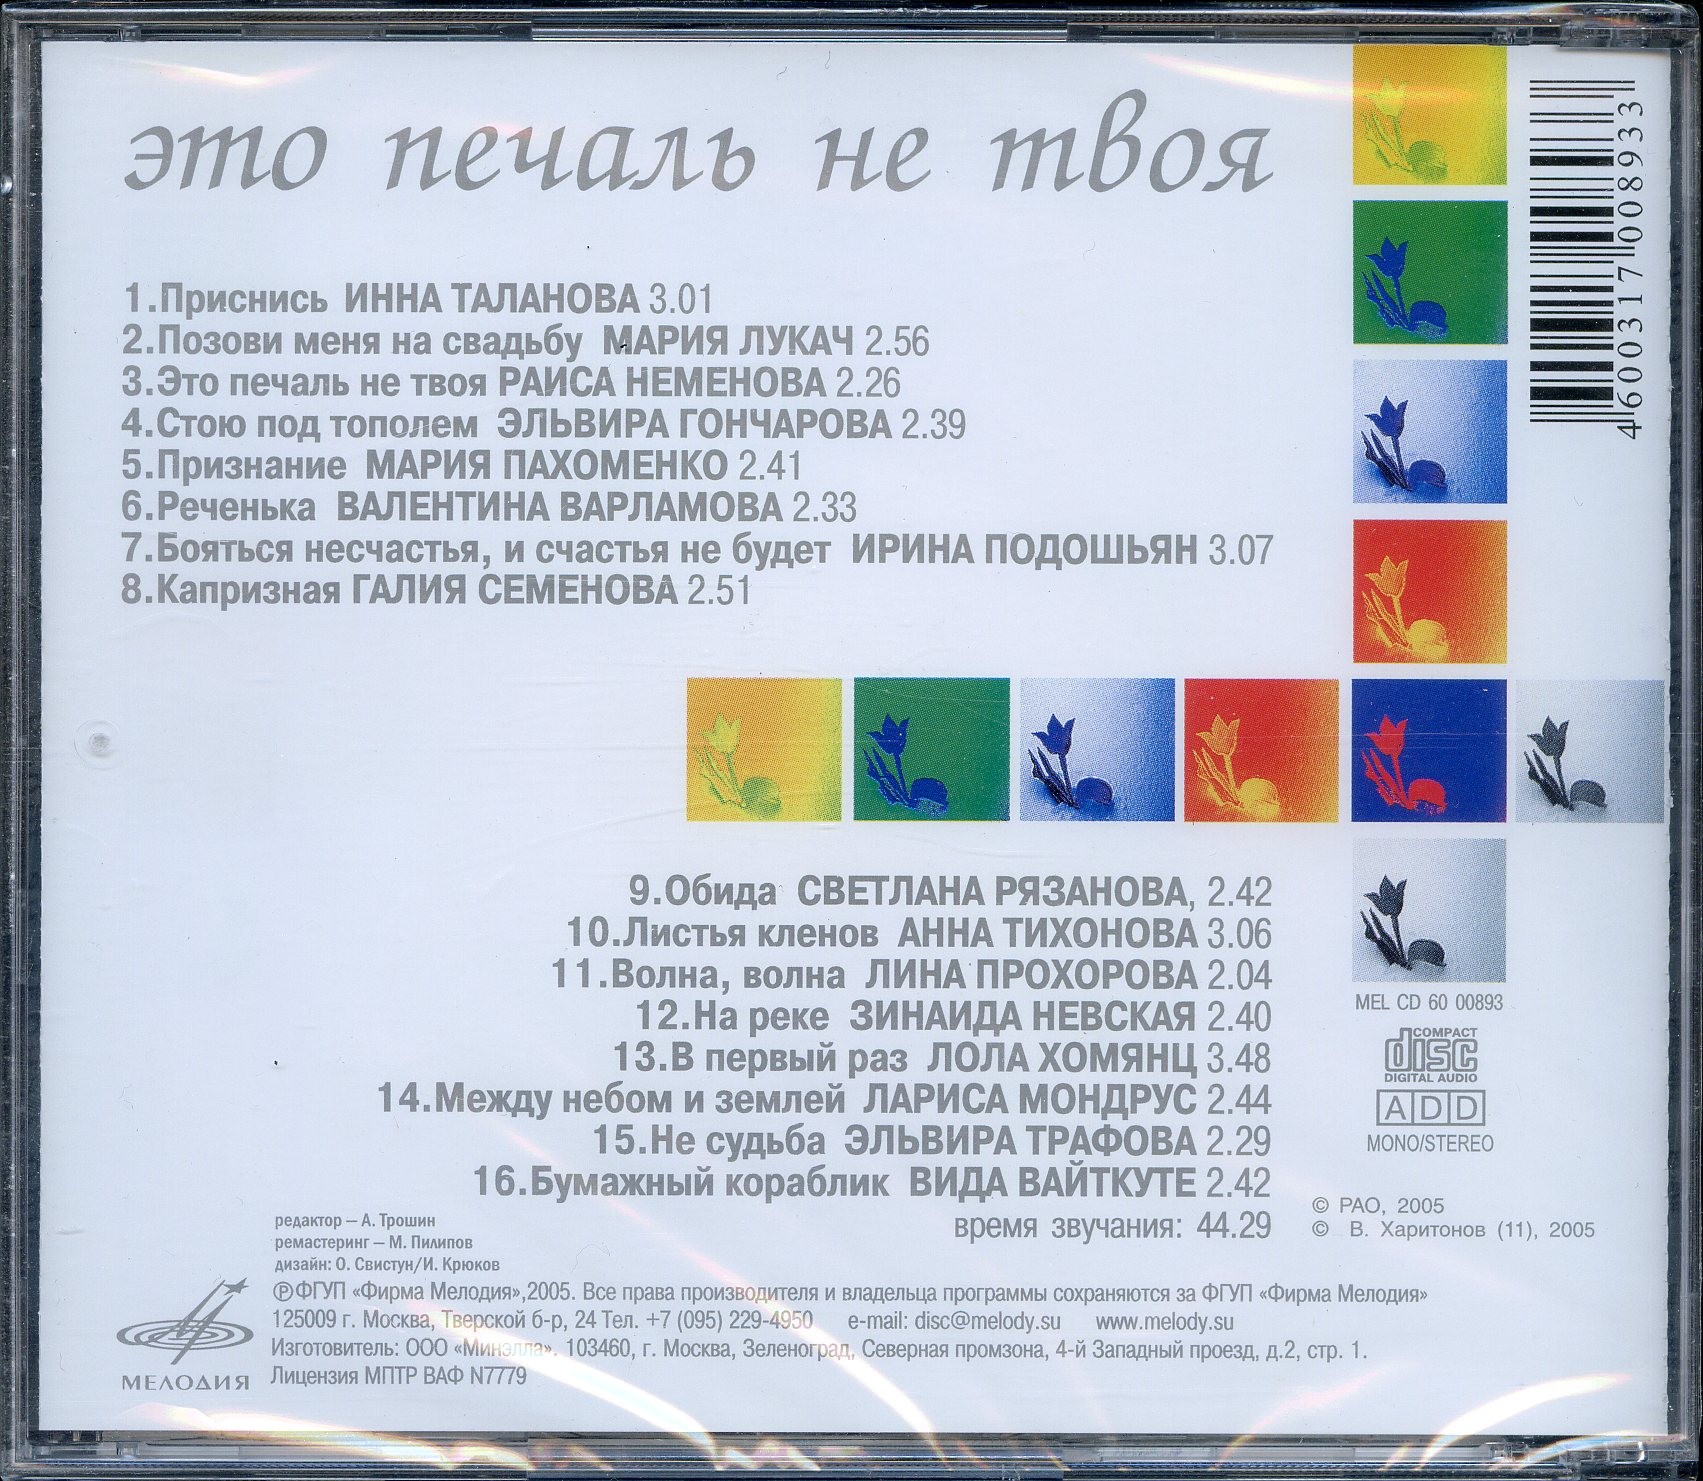 это печаль не твоя
1.Приснись ИННА ТАЛАНОВА 3.01
2.Позови меня на свадьбу МАРИЯ ЛУКАЧ 2.56
3.Это печаль не твоя РАИСА НЕМЕНОВА 2.26
4.Стою под тополем ЭЛЬВИРА ГОНЧАРОВА 2.39
5.Признание МАРИЯ ПАХОМЕНКО 2.41
6.Реченька ВАЛЕНТИНА ВАРЛАМОВА 2.33
7.Бояться несчастья, и счастья не будет ИРИНА ПОДОШЬЯН 3.07
8.Капризная ГАЛИЯ СЕМЕНОВА 2.51
4600317008933
9.Обида СВЕТЛАНА РЯЗАНОВА, 2.42
10.Листья кленов АННА ТИХОНОВА 3.06
11.Волна, волна ЛИНА ПРОХОРОВА 2.04
12.На реке ЗИНАИДА НЕВСКАЯ 2.40
13.В первый раз ЛОЛА ХОМЯНЦ 3.48
14.Между небом и землей ЛАРИСА МОНДРУС 2.44
15.Не судьба ЭЛЬВИРА ТРАФОВА 2.29
16.Бумажный кораблик ВИДА ВАЙТКУТЕ 2.42
время звучания: 44.29
MEL CD 60 00893
COMPACT
disc
DIGITAL AUDIO
ADD
MONO/STEREO
© РАО, 2005
© В. Харитонов (11), 2005
редактор – А. Трошин
ремастеринг – М. Пилипов
дизайн: О. Свистун/И. Крюков
℗ФГУП «Фирма Мелодия»,2005. Все права производителя и владельца программы сохраняются за ФГУП «Фирма Мелодия»
125009 г. Москва, Тверской б-р, 24 Тел. +7 (095) 229-4950 e-mail: disc@melody.su www.melody.su
Изготовитель: ООО «Минэлла». 103460, г. Москва, Зеленоград, Северная промзона, 4-й Западный проезд, д.2, стр. 1.
Лицензия МПТР ВАФ N7779
МЕЛОДИЯ